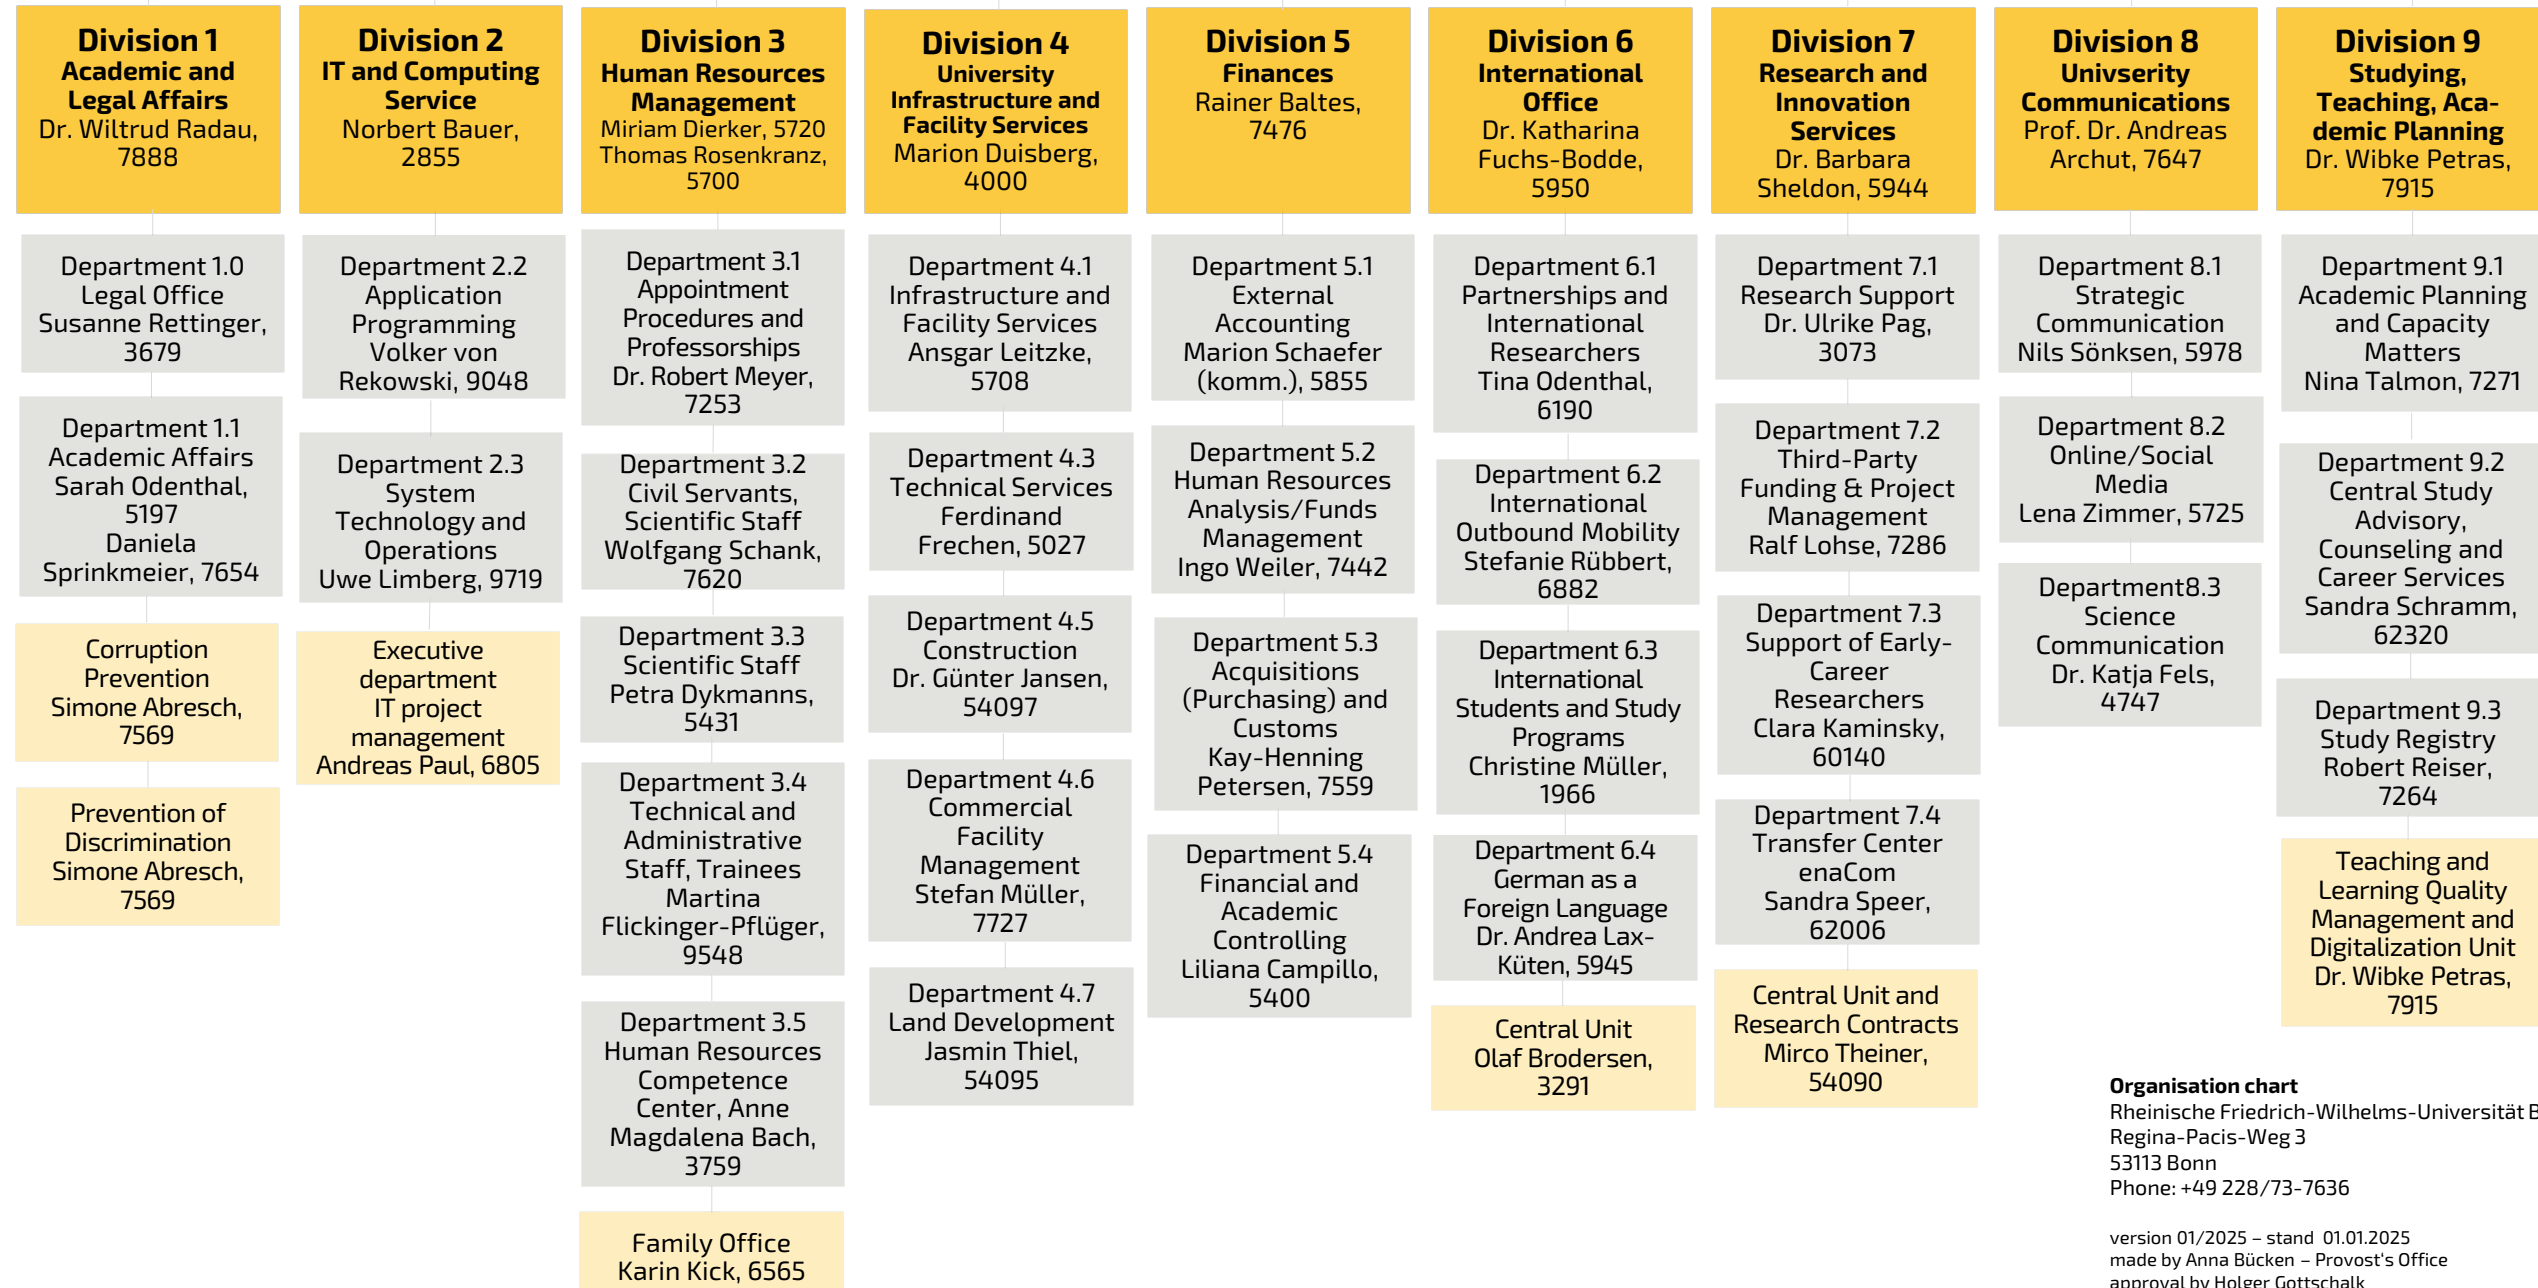 Division 1
Academic and
Legal Affairs
Dr. Wiltrud Radau,
7888
Department 1.0
Legal Office
Susanne Rettinger,
3679
Department 1.1
Academic Affairs
Sarah Odenthal,
5197
Daniela
Sprinkmeier, 7654
Corruption
Prevention
Simone Abresch,
7569
Prevention of
Discrimination
Simone Abresch,
7569
Division 2
IT and Computing
Service
Norbert Bauer,
2855
Department 2.2
Application
Programming
Volker von
Rekowski, 9048
Department 2.3
System
Technology and
Operations
Uwe Limberg, 9719
Executive
department
IT project
management
Andreas Paul, 6805
Division 3
Human Resources
Management
Miriam Dierker, 5720
Thomas Rosenkranz,
5700
Department 3.1
Appointment
Procedures and
Professorships
Dr. Robert Meyer,
7253
Department 3.2
Civil Servants,
Scientific Staff
Wolfgang Schank,
7620
Department 3.3
Scientific Staff
Petra Dykmanns,
5431
Department 3.4
Technical and
Administrative
Staff, Trainees
Martina
Flickinger-Pflüger,
9548
Department 3.5
Human Resources
Competence
Center, Anne
Magdalena Bach,
3759
Family Office
Karin Kick, 6565
Division 4
University
Infrastructure and
Facility Services
Marion Duisberg,
4000
Department 4.1
Infrastructure and
Facility Services
Ansgar Leitzke,
5708
Department 4.3
Technical Services
Ferdinand
Frechen, 5027
Department 4.5
Construction
Dr. Günter Jansen,
54097
Department 4.6
Commercial
Facility
Management
Stefan Müller,
7727
Department 4.7
Land Development
Jasmin Thiel,
54095
Division 5
Finances
Rainer Baltes,
7476
Department 5.1
External
Accounting
Marion Schaefer
(komm.), 5855
Department 5.2
Human Resources
Analysis/Funds
Management
Ingo Weiler, 7442
Department 5.3
Acquisitions
(Purchasing) and
Customs
Kay-Henning
Petersen, 7559
Department 5.4
Financial and
Academic
Controlling
Liliana Campillo,
5400
Division 6
International
Office
Dr. Katharina
Fuchs-Bodde,
5950
Department 6.1
Partnerships and
International
Researchers
Tina Odenthal,
6190
Department 6.2
International
Outbound Mobility
Stefanie Rübbert,
6882
Department 6.3
International
Students and Study
Programs
Christine Müller,
1966
Department 6.4
German as a
Foreign Language
Dr. Andrea Lax-
Küten, 5945
Central Unit
Olaf Brodersen,
3291
Division 7
Research and
Innovation
Services
Dr. Barbara
Sheldon, 5944
Department 7.1
Research Support
Dr. Ulrike Pag,
3073
Department 7.2
Third-Party
Funding & Project
Management
Ralf Lohse, 7286
Department 7.3
Support of Early-
Career
Researchers
Clara Kaminsky,
60140
Department 7.4
Transfer Center
enaCom
Sandra Speer,
62006
Central Unit and
Research Contracts
Mirco Theiner,
54090
Division 8
Univserity
Communications
Prof. Dr. Andreas
Archut, 7647
Department 8.1
Strategic
Communication
Nils Sönksen, 5978
Department 8.2
Online/Social
Media
Lena Zimmer, 5725
Department8.3
Science
Communication
Dr. Katja Fels,
4747
Division 9
Studying,
Teaching, Aca-
demic Planning
Dr. Wibke Petras,
7915
Department 9.1
Academic Planning
and Capacity
Matters
Nina Talmon, 7271
Department 9.2
Central Study
Advisory,
Counseling and
Career Services
Sandra Schramm,
62320
Department 9.3
Study Registry
Robert Reiser,
7264
Teaching and
Learning Quality
Management and
Digitalization Unit
Dr. Wibke Petras,
7915
Organisation chart
Rheinische Friedrich-Wilhelms-Universität B
Regina-Pacis-Weg 3
53113 Bonn
Phone: +49 228/73-7636
version 01/2025 – stand 01.01.2025
made by Anna Bücken – Provost‘s Office
approval by Holger Gottschalk